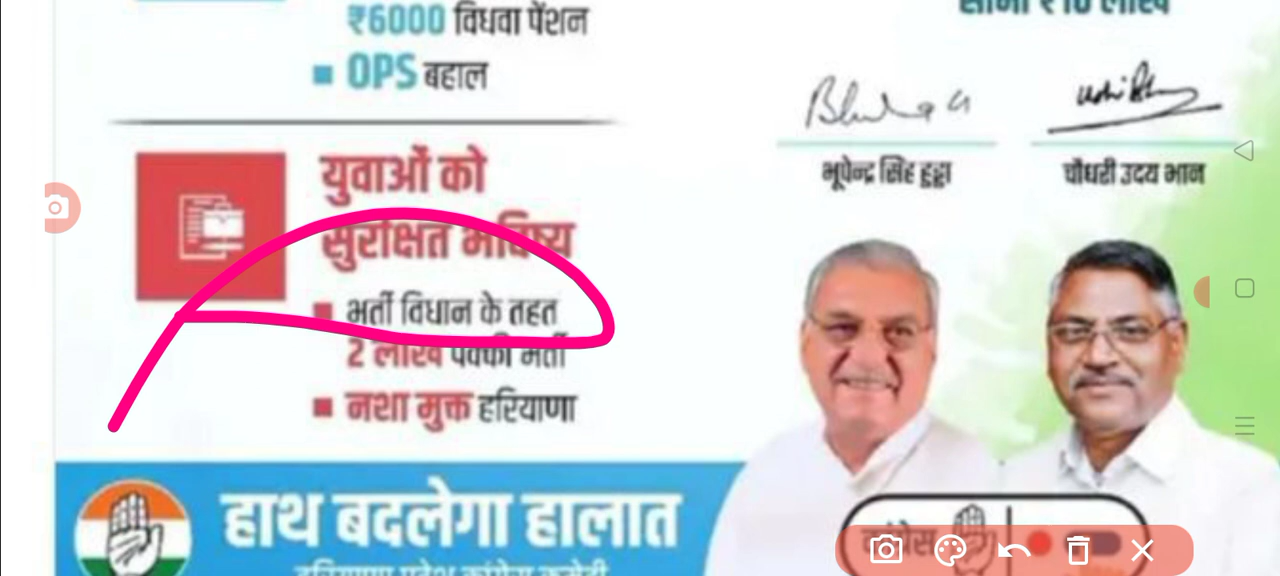 ₹6000 विधवा पेंशन
OPS बहाल
युवाओं को
सुरक्षित भविष्य
भर्ती विधान के तहत
2 लाख पक्की भर्ती
नशा मुक्त हरियाणा
हाथ बदलेगा हालात
हरियाणा प्रदेश कांग्रेस कमेटी
सीमा ₹10 लाख
भूपेन्द्र सिंह हुड्डा
चौधरी उदय भान
कांग्रेस